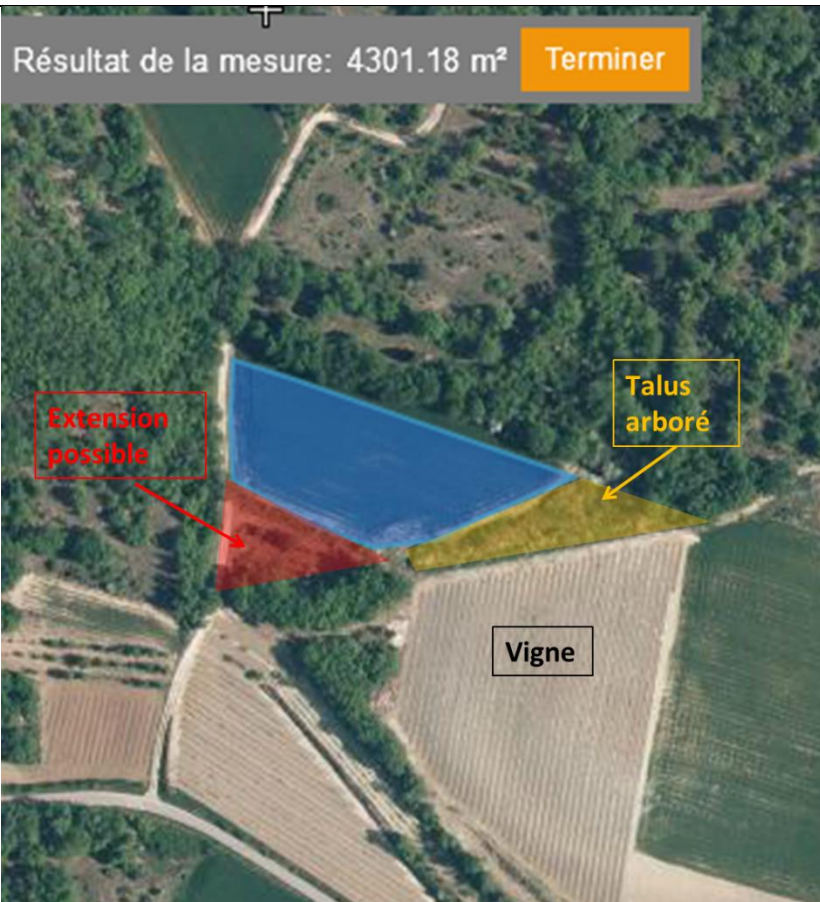 Résultat de la mesure: 4301.18 m² Terminer
Talus
arboré
Extension
possible
Vigne